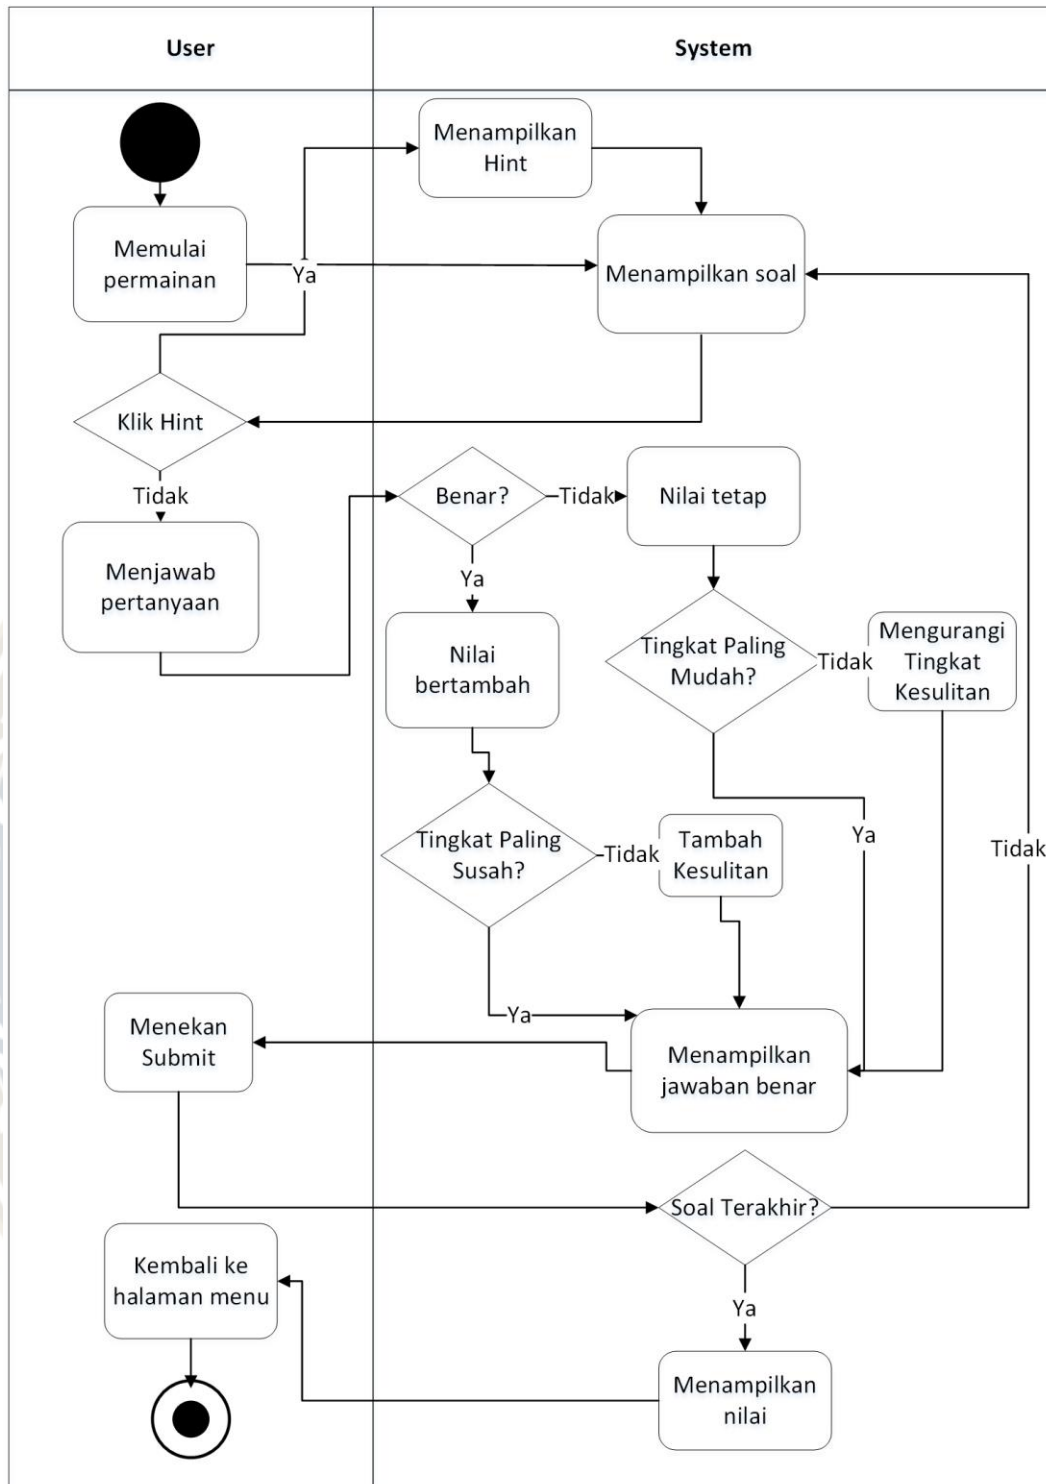 User
System
Menampilkan
Hint
Memulai
permainan
Ya
Menampilkan soal
Klik Hint
Tidak
Benar?
Tidak
Nilai tetap
Menjawab
pertanyaan
Ya
Nilai
bertambah
Tingkat Paling
Mudah?
Tidak
Mengurangi
Tingkat
Kesulitan
Tingkat Paling
Susah?
Tidak
Tambah
Kesulitan
Ya
Tidak
Ya
Menekan
Submit
Menampilkan
jawaban benar
Soal Terakhir?
Kembali ke
halaman menu
Ya
Menampilkan
nilai